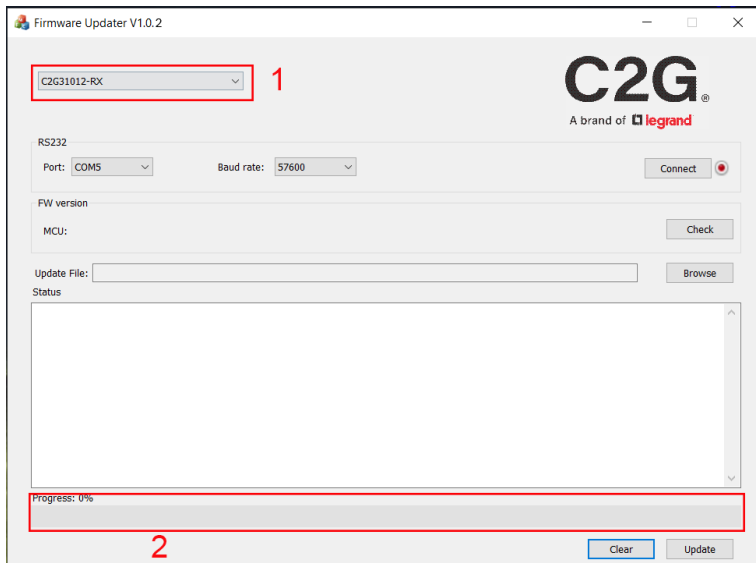 Firmware Updater V1.0.2
C2G31012-RX
1
C2G®
A brand of legrand
RS232
Port: COM5 Baud rate: 57600 Connect
FW version
MCU: Check
Update File: Browse
Status
Progress: 0%
2
Clear Update